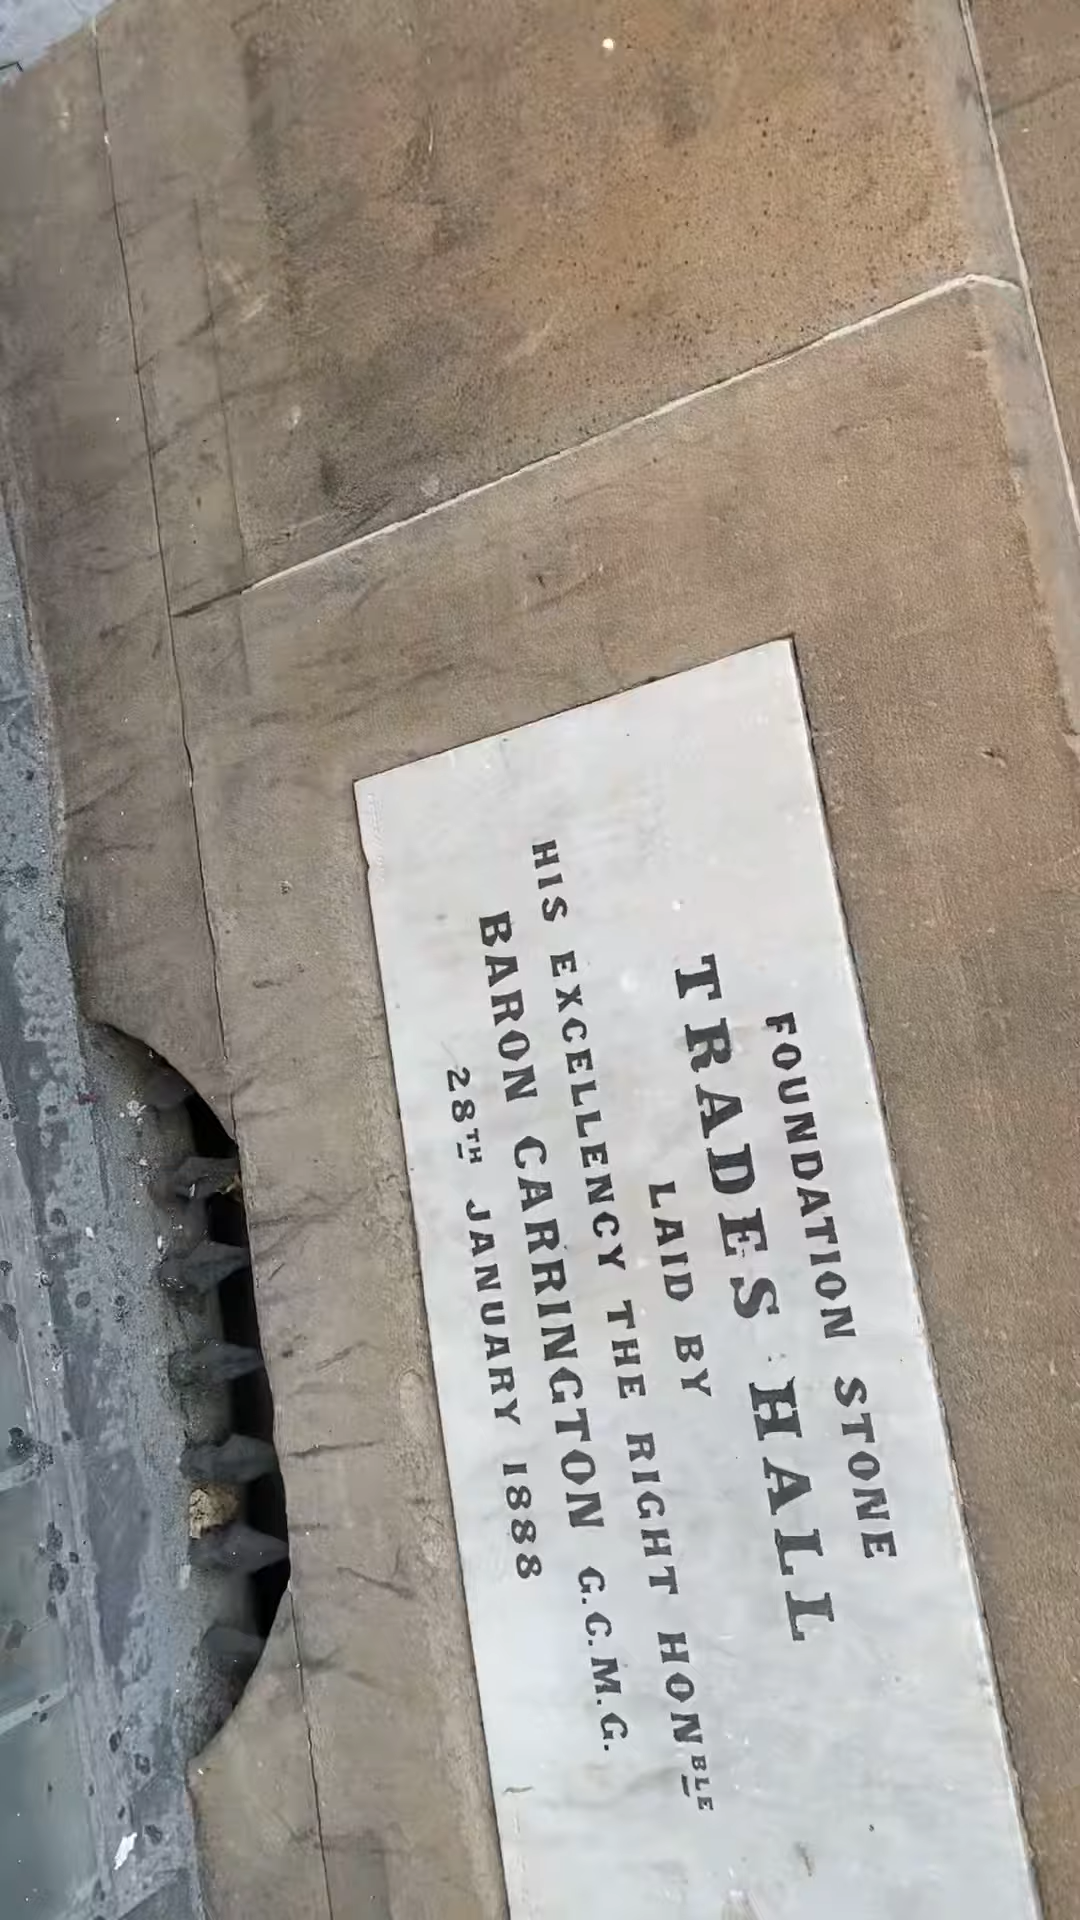 FOUNDATION STONE
TRADES HALL
LAID BY
HIS EXCELLENCY THE RIGHT HONBLE
BARON CARRINGTON G.C.M.G.
28TH JANUARY 1888